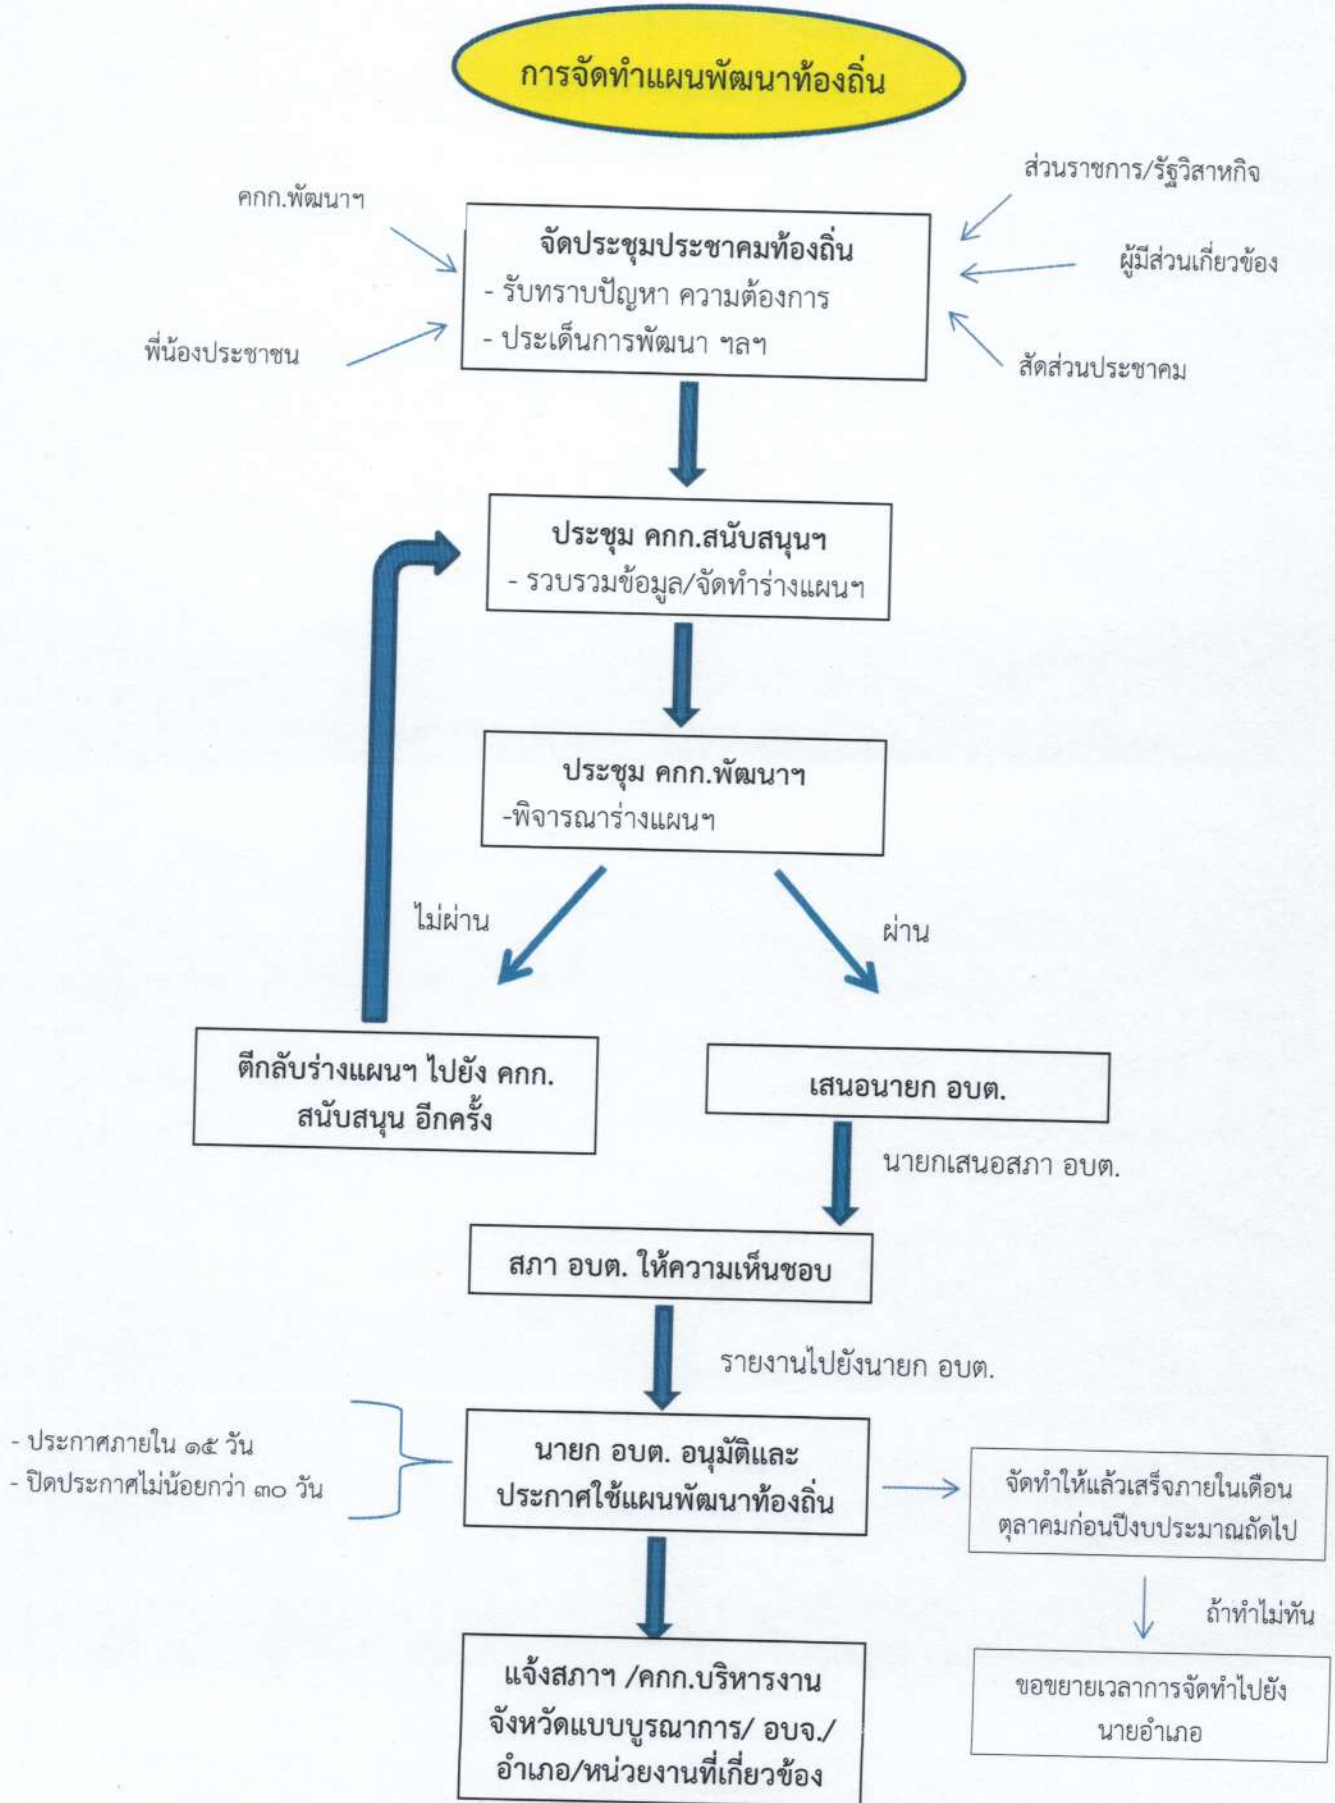 การจัดทำแผนพัฒนาท้องถิ่น
คกก.พัฒนาฯ
ส่วนราชการ/รัฐวิสาหกิจ
จัดประชุมประชาคมท้องถิ่น
- รับทราบปัญหา ความต้องการ
- ประเด็นการพัฒนา ฯลฯ
ผู้มีส่วนเกี่ยวข้อง
พี่น้องประชาชน
สัดส่วนประชาคม
ประชุม คกก.สนับสนุนฯ
- รวบรวมข้อมูล/จัดทำร่างแผนฯ
ประชุม คกก.พัฒนาฯ
-พิจารณาร่างแผนฯ
ไม่ผ่าน
ผ่าน
ตีกลับร่างแผนฯ ไปยัง คกก.
สนับสนุน อีกครั้ง
เสนอนายก อบต.
นายกเสนอสภา อบต.
สภา อบต. ให้ความเห็นชอบ
รายงานไปยังนายก อบต.
- ประกาศภายใน ๑๕ วัน
- ปิดประกาศไม่น้อยกว่า ๓๐ วัน
นายก อบต. อนุมัติและ
ประกาศใช้แผนพัฒนาท้องถิ่น
จัดทำให้แล้วเสร็จภายในเดือน
ตุลาคมก่อนปีงบประมาณถัดไป
ถ้าทำไม่ทัน
แจ้งสภาฯ /คกก.บริหารงาน
จังหวัดแบบบูรณาการ/ อบจ./
อำเภอ/หน่วยงานที่เกี่ยวข้อง
ขอขยายเวลาการจัดทำไปยัง
นายอำเภอ